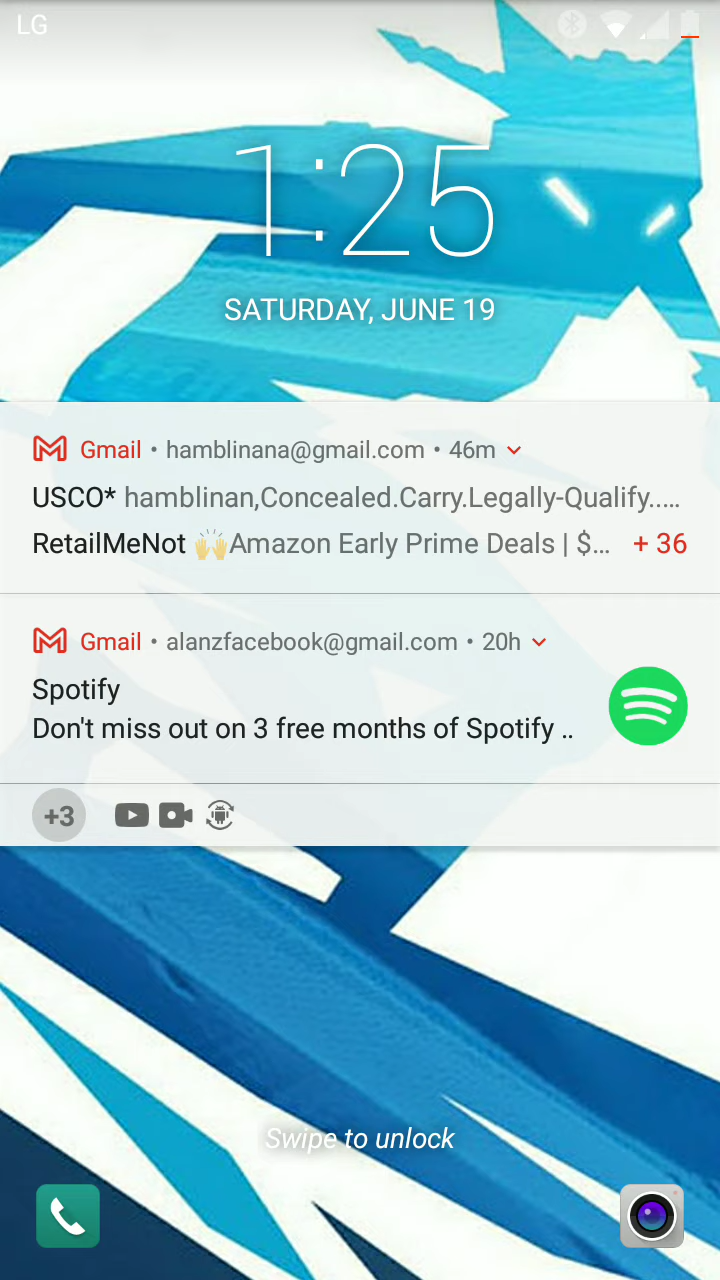 LG
1:25
SATURDAY, JUNE 19
Gmail • hamblinana@gmail.com • 46m
USCO* hamblinan,Concealed.Carry.Legally-Qualify.....
RetailMeNot 🙌Amazon Early Prime Deals | $... + 36
Gmail • alanzfacebook@gmail.com • 20h
Spotify
Don't miss out on 3 free months of Spotify ..
+3
Swipe to unlock